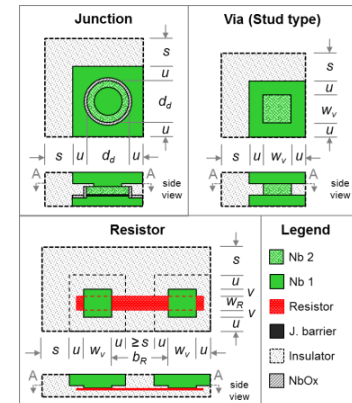 Junction
s
u
d_d
u
s u d_d u
A A
side view
Via (Stud type)
s
u
w_v
u
s u w_v u
A A
side view
Resistor
s
u
v
w_R
v
u
s u w_v u ≥s u w_v u
b_R
A A
side view
Legend
Nb 2
Nb 1
Resistor
J. barrier
Insulator
NbOx